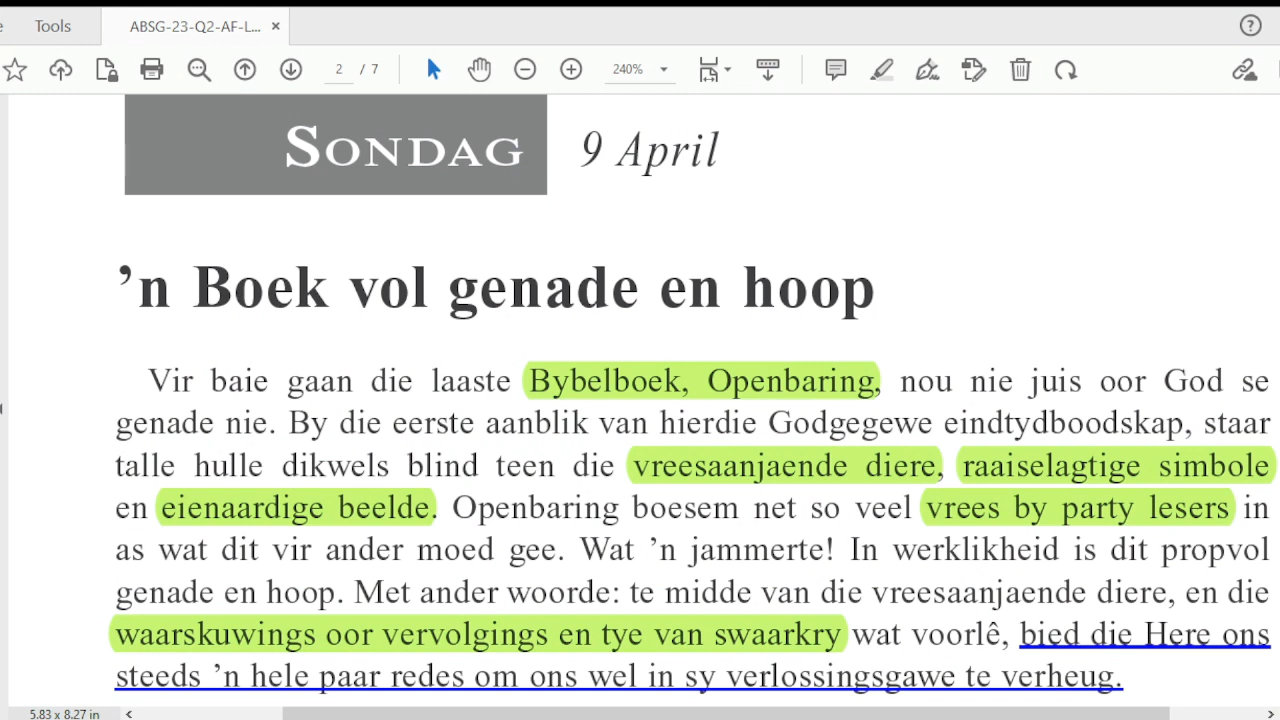 Tools
ABSG-23-Q2-AF-L... ×
2 / 7
240%
SONDAG
9 April
’n Boek vol genade en hoop
Vir baie gaan die laaste Bybelboek, Openbaring, nou nie juis oor God se
genade nie. By die eerste aanblik van hierdie Godgegewe eindtydboodskap, staar
talle hulle dikwels blind teen die vreesaanjaende diere, raaiselagtige simbole
en eienaardige beelde. Openbaring boesem net so veel vrees by party lesers in
as wat dit vir ander moed gee. Wat ’n jammerte! In werklikheid is dit propvol
genade en hoop. Met ander woorde: te midde van die vreesaanjaende diere, en die
waarskuwings oor vervolgings en tye van swaarkry wat voorlê, bied die Here ons
steeds ’n hele paar redes om ons wel in sy verlossingsgawe te verheug.
5.83 x 8.27 in